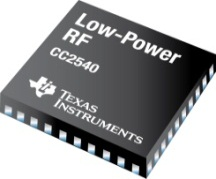 Low-Power
RF
CC2540
TEXAS
INSTRUMENTS